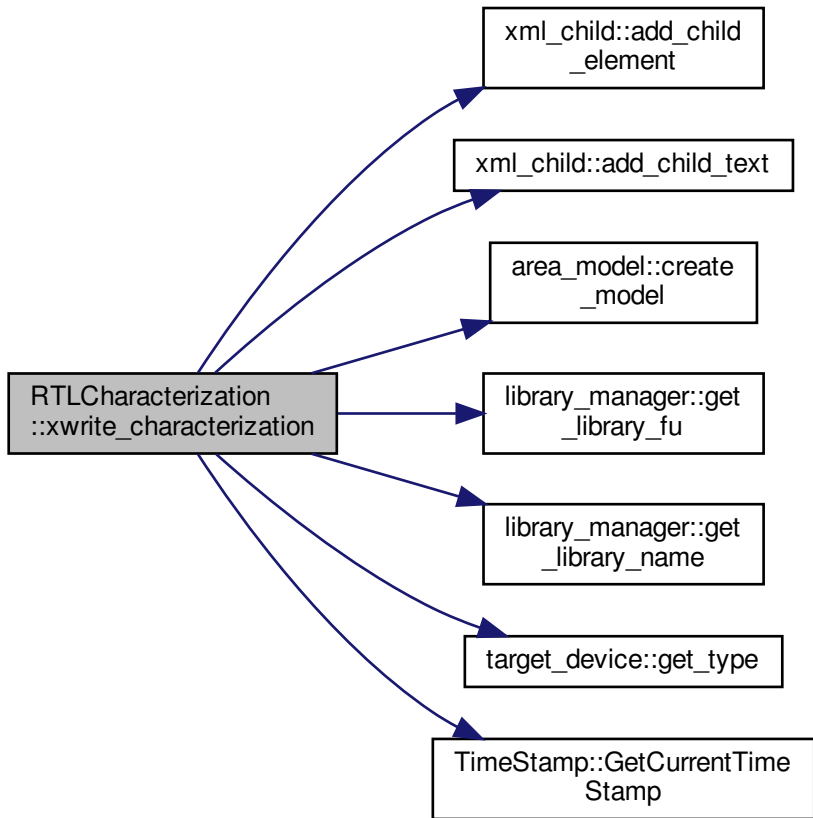 xml_child::add_child
_element
xml_child::add_child_text
area_model::create
_model
RTLCharacterization
::xwrite_characterization
library_manager::get
_library_fu
library_manager::get
_library_name
target_device::get_type
TimeStamp::GetCurrentTime
Stamp